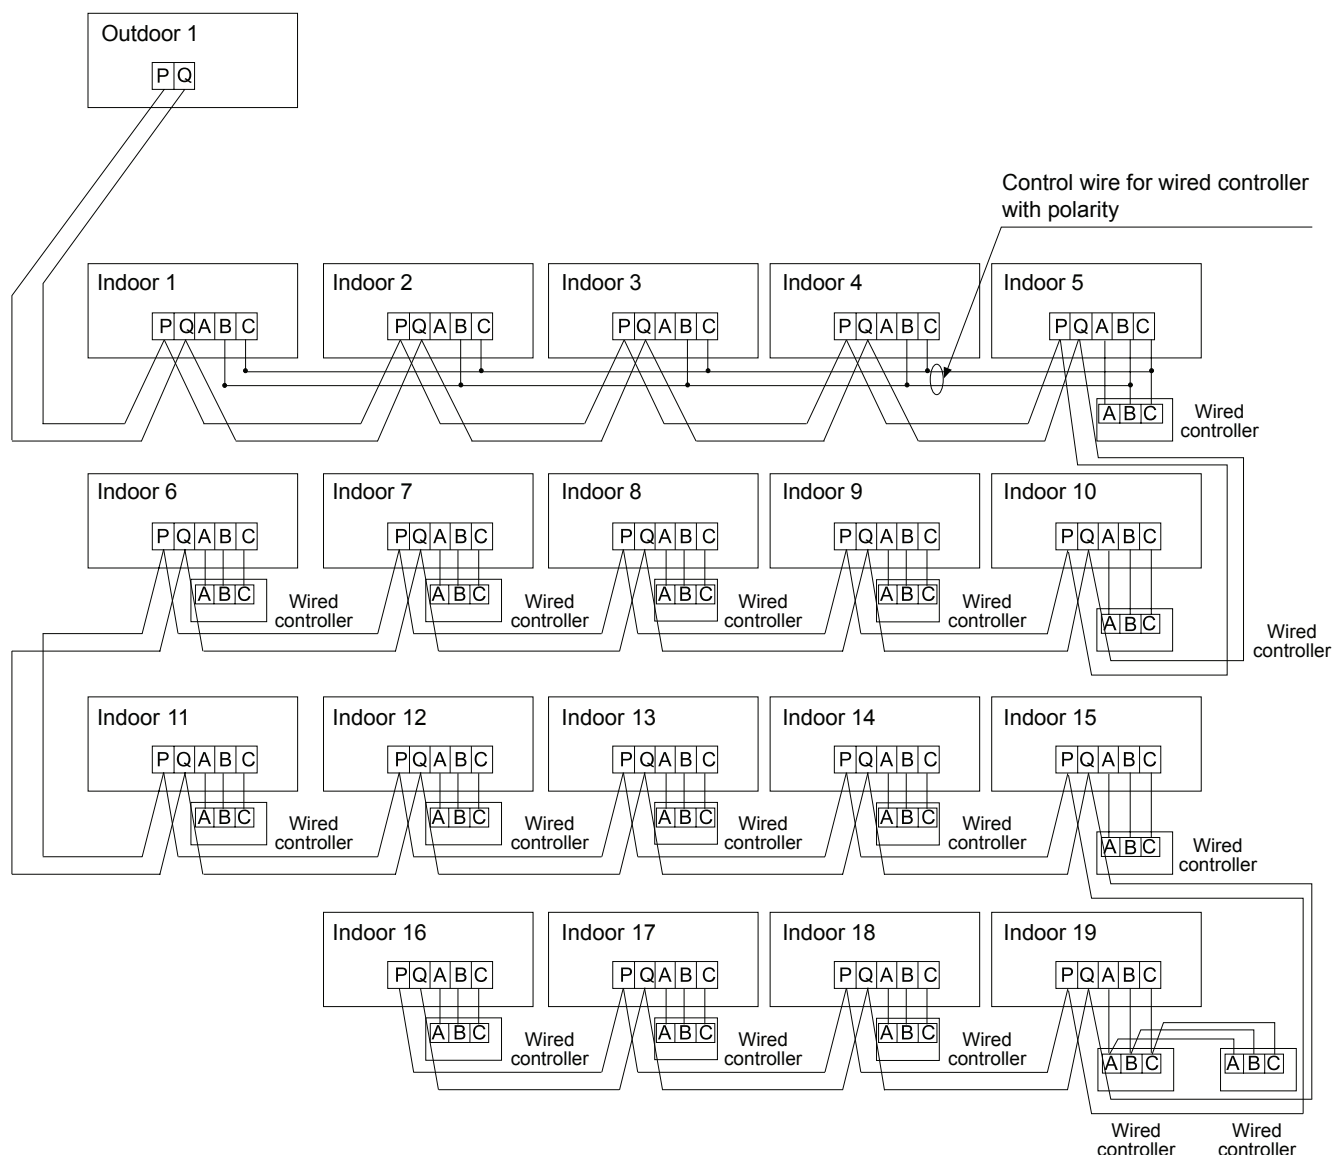 Outdoor 1
P Q
Control wire for wired controller
with polarity
Indoor 1
P Q A B C
Indoor 2
P Q A B C
Indoor 3
P Q A B C
Indoor 4
P Q A B C
Indoor 5
P Q A B C
A B C
Wired
controller
Indoor 6
P Q A B C
A B C
Wired
controller
Indoor 7
P Q A B C
A B C
Wired
controller
Indoor 8
P Q A B C
A B C
Wired
controller
Indoor 9
P Q A B C
A B C
Wired
controller
Indoor 10
P Q A B C
A B C
Wired
controller
Indoor 11
P Q A B C
A B C
Wired
controller
Indoor 12
P Q A B C
A B C
Wired
controller
Indoor 13
P Q A B C
A B C
Wired
controller
Indoor 14
P Q A B C
A B C
Wired
controller
Indoor 15
P Q A B C
A B C
Wired
controller
Indoor 16
P Q A B C
A B C
Wired
controller
Indoor 17
P Q A B C
A B C
Wired
controller
Indoor 18
P Q A B C
A B C
Wired
controller
Indoor 19
P Q A B C
A B C
Wired
controller
A B C
Wired
controller